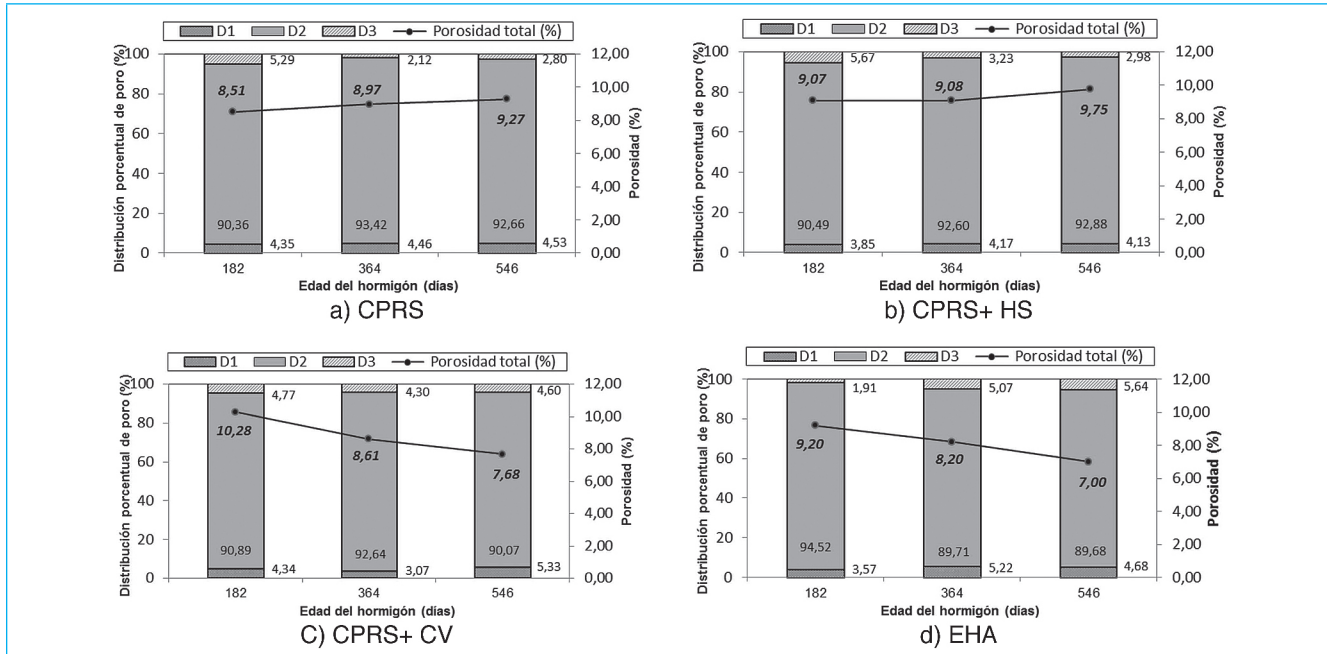 D1 D2 D3 Porosidad total (%)
Distribución porcentual de poro (%)
100
80
60
40
20
0
5,29 2,12 2,80
8,51 8,97 9,27
90,36 93,42 92,66
4,35 4,46 4,53
12,00
10,00
8,00
6,00
4,00
2,00
0,00
Porosidad (%)
182 364 546
Edad del hormigón (días)
a) CPRS
D1 D2 D3 Porosidad total (%)
Distribución porcentual de poro (%)
100
80
60
40
20
0
5,67 3,23 2,98
9,07 9,08 9,75
90,49 92,60 92,88
3,85 4,17 4,13
12,00
10,00
8,00
6,00
4,00
2,00
0,00
Porosidad (%)
182 364 546
Edad del hormigón (días)
b) CPRS+ HS
D1 D2 D3 Porosidad total (%)
Distribución porcentual de poro (%)
100
80
60
40
20
0
4,77 4,30 4,60
10,28 8,61 7,68
90,89 92,64 90,07
4,34 3,07 5,33
12,00
10,00
8,00
6,00
4,00
2,00
0,00
Porosidad (%)
182 364 546
Edad del hormigón (días)
C) CPRS+ CV
D1 D2 D3 Porosidad total (%)
Distribución porcentual de poro (%)
100
80
60
40
20
0
1,91 5,07 5,64
9,20 8,20 7,00
94,52 89,71 89,68
3,57 5,22 4,68
12,00
10,00
8,00
6,00
4,00
2,00
0,00
Porosidad (%)
182 364 546
Edad del hormigón (días)
d) EHA